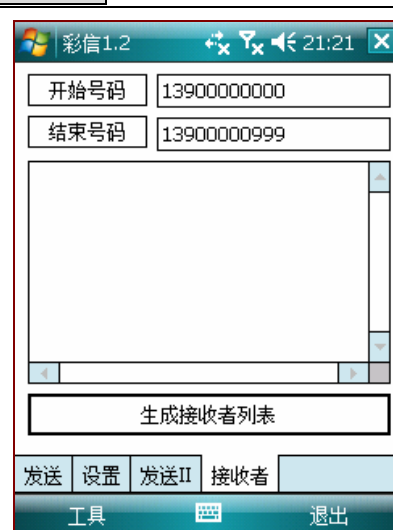 彩信1.2 21:21
开始号码 13900000000
结束号码 13900000999
生成接收者列表
发送 设置 发送II 接收者
工具 退出